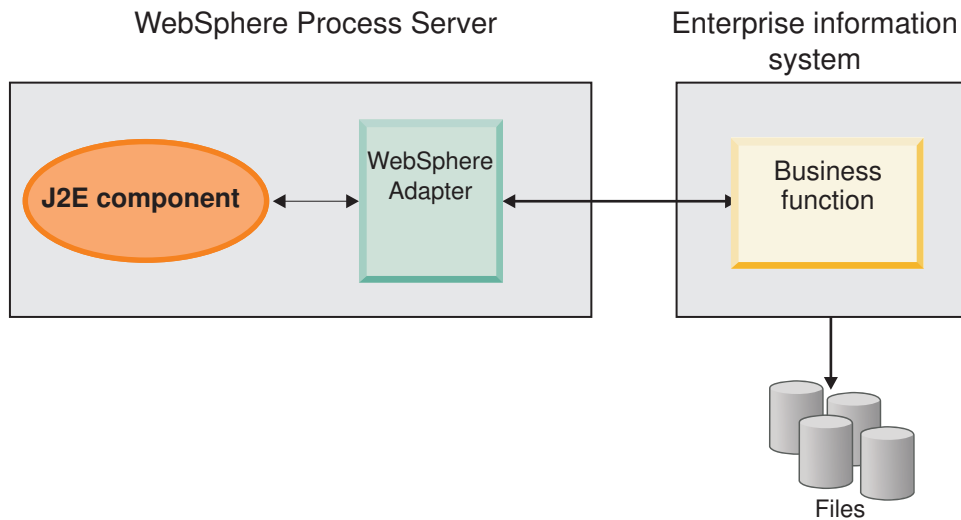 WebSphere Process Server
Enterprise information
system
J2E component
WebSphere
Adapter
Business
function
Files